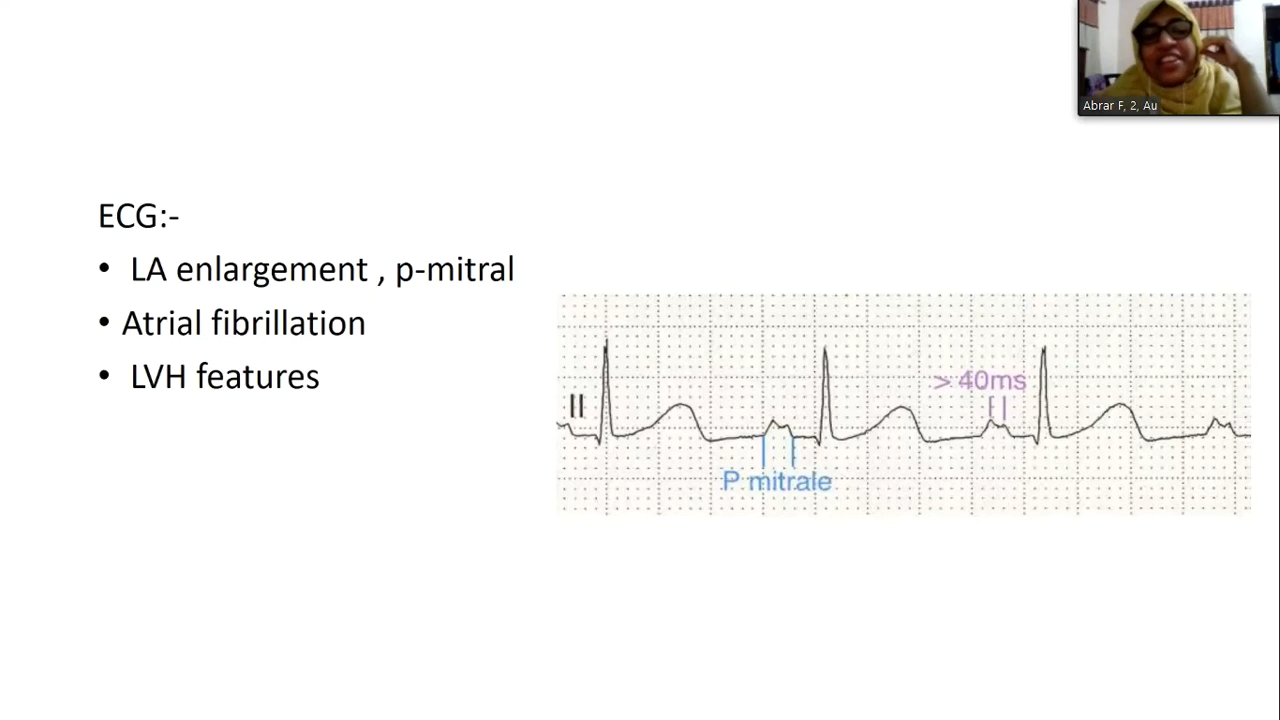 Abrar F, 2, Au
ECG:-
• LA enlargement , p-mitral
• Atrial fibrillation
• LVH features
II
> 40ms
P mitrale